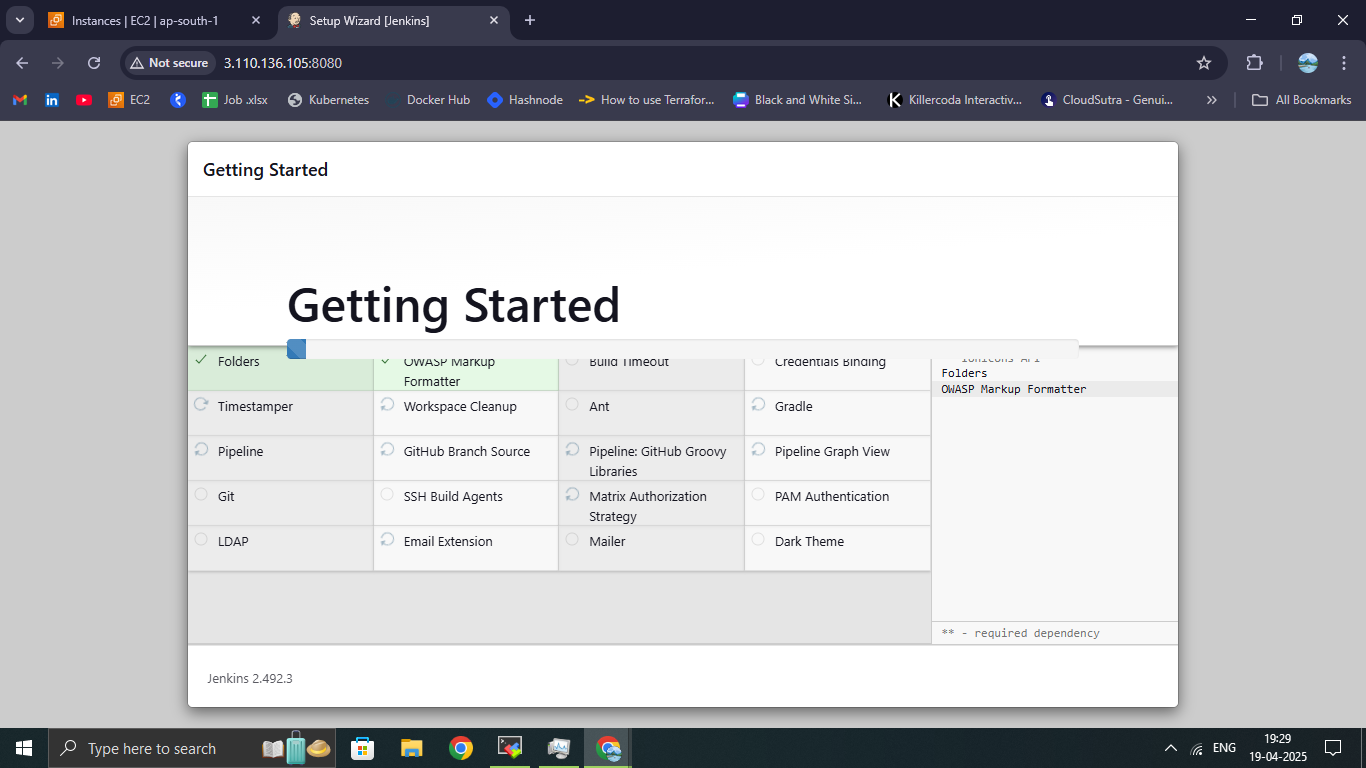 Instances | EC2 | ap-south-1
Setup Wizard [Jenkins]
Not secure
3.110.136.105:8080
EC2
Job .xlsx
Kubernetes
Docker Hub
Hashnode
How to use Terrafor...
Black and White Si...
Killercoda Interactiv...
CloudSutra - Genui...
All Bookmarks
Getting Started
Getting Started
Folders
OWASP Markup
Formatter
Build Timeout
Credentials Binding
Timestamper
Workspace Cleanup
Ant
Gradle
Pipeline
GitHub Branch Source
Pipeline: GitHub Groovy
Libraries
Pipeline Graph View
Git
SSH Build Agents
Matrix Authorization
Strategy
PAM Authentication
LDAP
Email Extension
Mailer
Dark Theme
Ionicons API
Folders
OWASP Markup Formatter
** - required dependency
Jenkins 2.492.3
Type here to search
ENG
19:29
19-04-2025